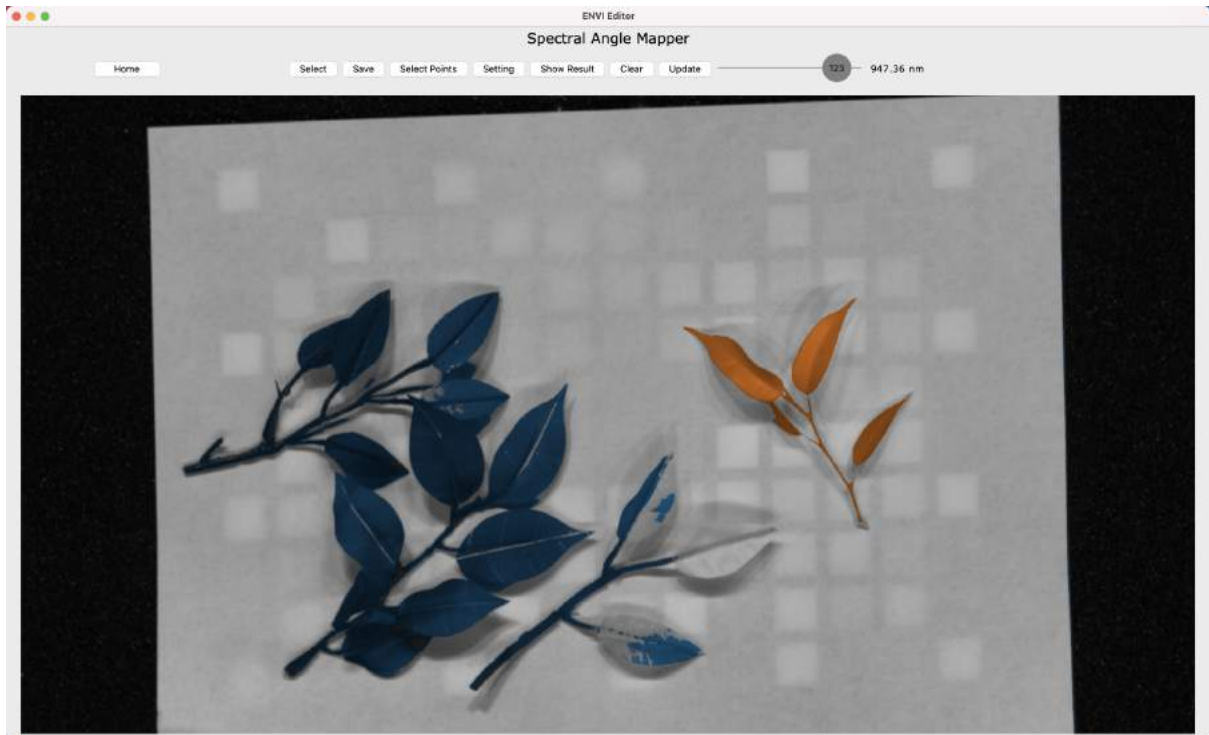 ENVI Editor
Spectral Angle Mapper
Home Select Save Select Points Setting Show Result Clear Update 123 947.36 nm